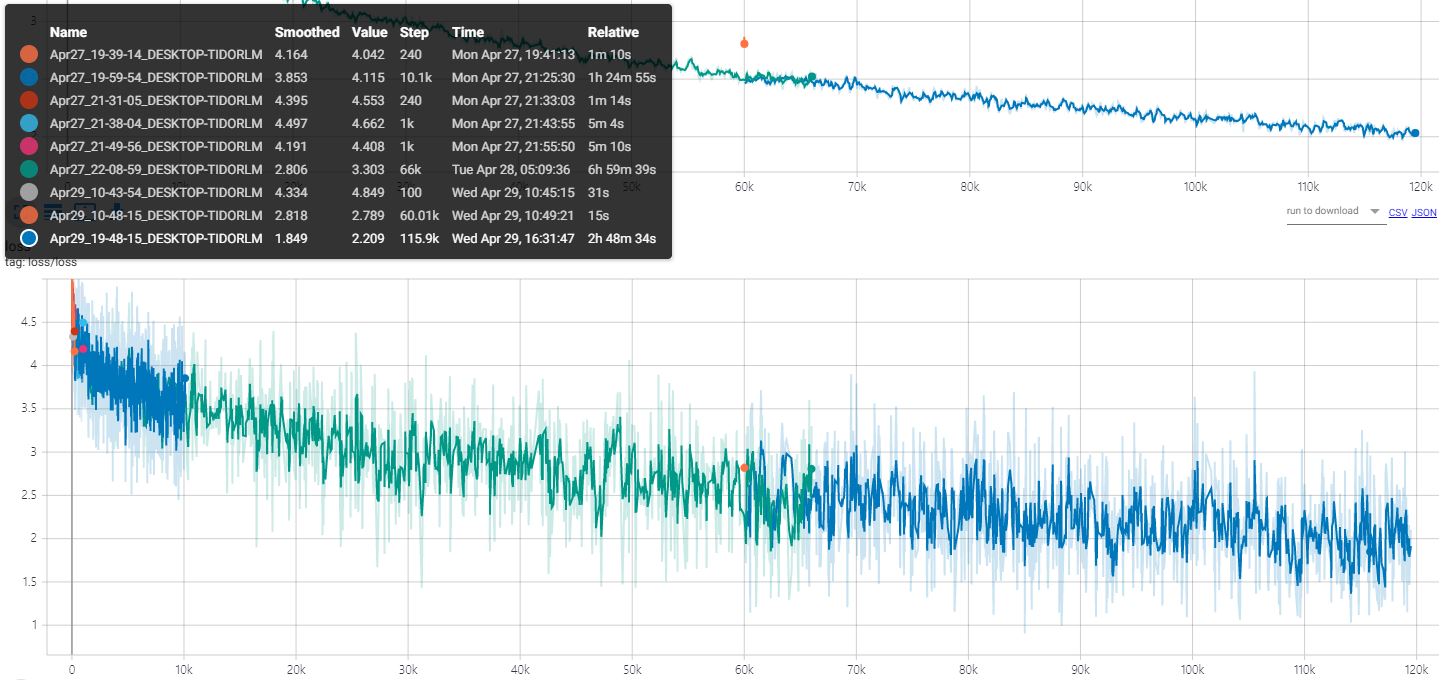 3
Name Smoothed Value Step Time Relative
Apr27_19-39-14_DESKTOP-TIDORLM 4.164 4.042 240 Mon Apr 27, 19:41:13 1m 10s
Apr27_19-59-54_DESKTOP-TIDORLM 3.853 4.115 10.1k Mon Apr 27, 21:25:30 1h 24m 55s
Apr27_21-31-05_DESKTOP-TIDORLM 4.395 4.553 240 Mon Apr 27, 21:33:03 1m 14s
Apr27_21-38-04_DESKTOP-TIDORLM 4.497 4.662 1k Mon Apr 27, 21:43:55 5m 4s
Apr27_21-49-56_DESKTOP-TIDORLM 4.191 4.408 1k Mon Apr 27, 21:55:50 5m 10s
Apr27_22-08-59_DESKTOP-TIDORLM 2.806 3.303 66k Tue Apr 28, 05:09:36 6h 59m 39s
Apr29_10-43-54_DESKTOP-TIDORLM 4.334 4.849 100 Wed Apr 29, 10:45:15 31s
Apr29_10-48-15_DESKTOP-TIDORLM 2.818 2.789 60.01k Wed Apr 29, 10:49:21 15s
Apr29_19-48-15_DESKTOP-TIDORLM 1.849 2.209 115.9k Wed Apr 29, 16:31:47 2h 48m 34s
50k 60k 70k 80k 90k 100k 110k 120k
run to download CSV JSON
loss
tag: loss/loss
4.5
4
3.5
3
2.5
2
1.5
1
0 10k 20k 30k 40k 50k 60k 70k 80k 90k 100k 110k 120k